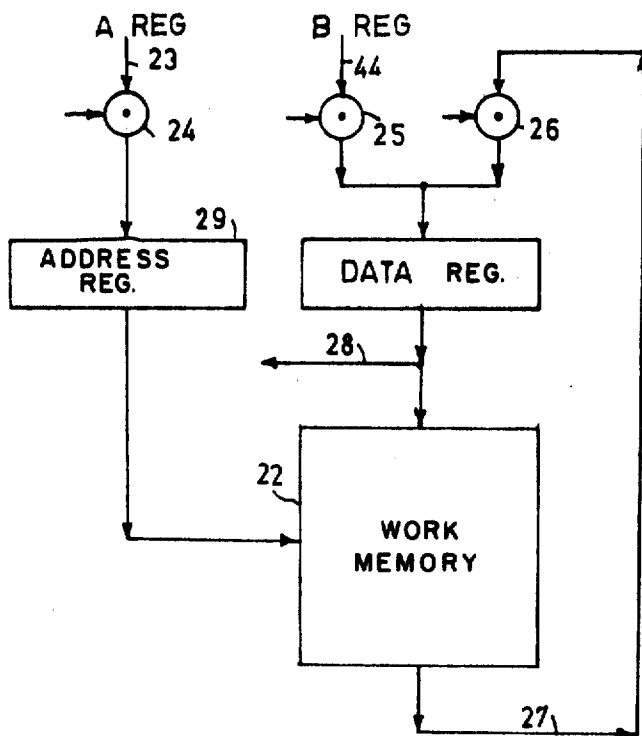 A REG
B REG
23
44
24
25
26
29
ADDRESS
REG.
DATA REG.
28
22
WORK
MEMORY
27